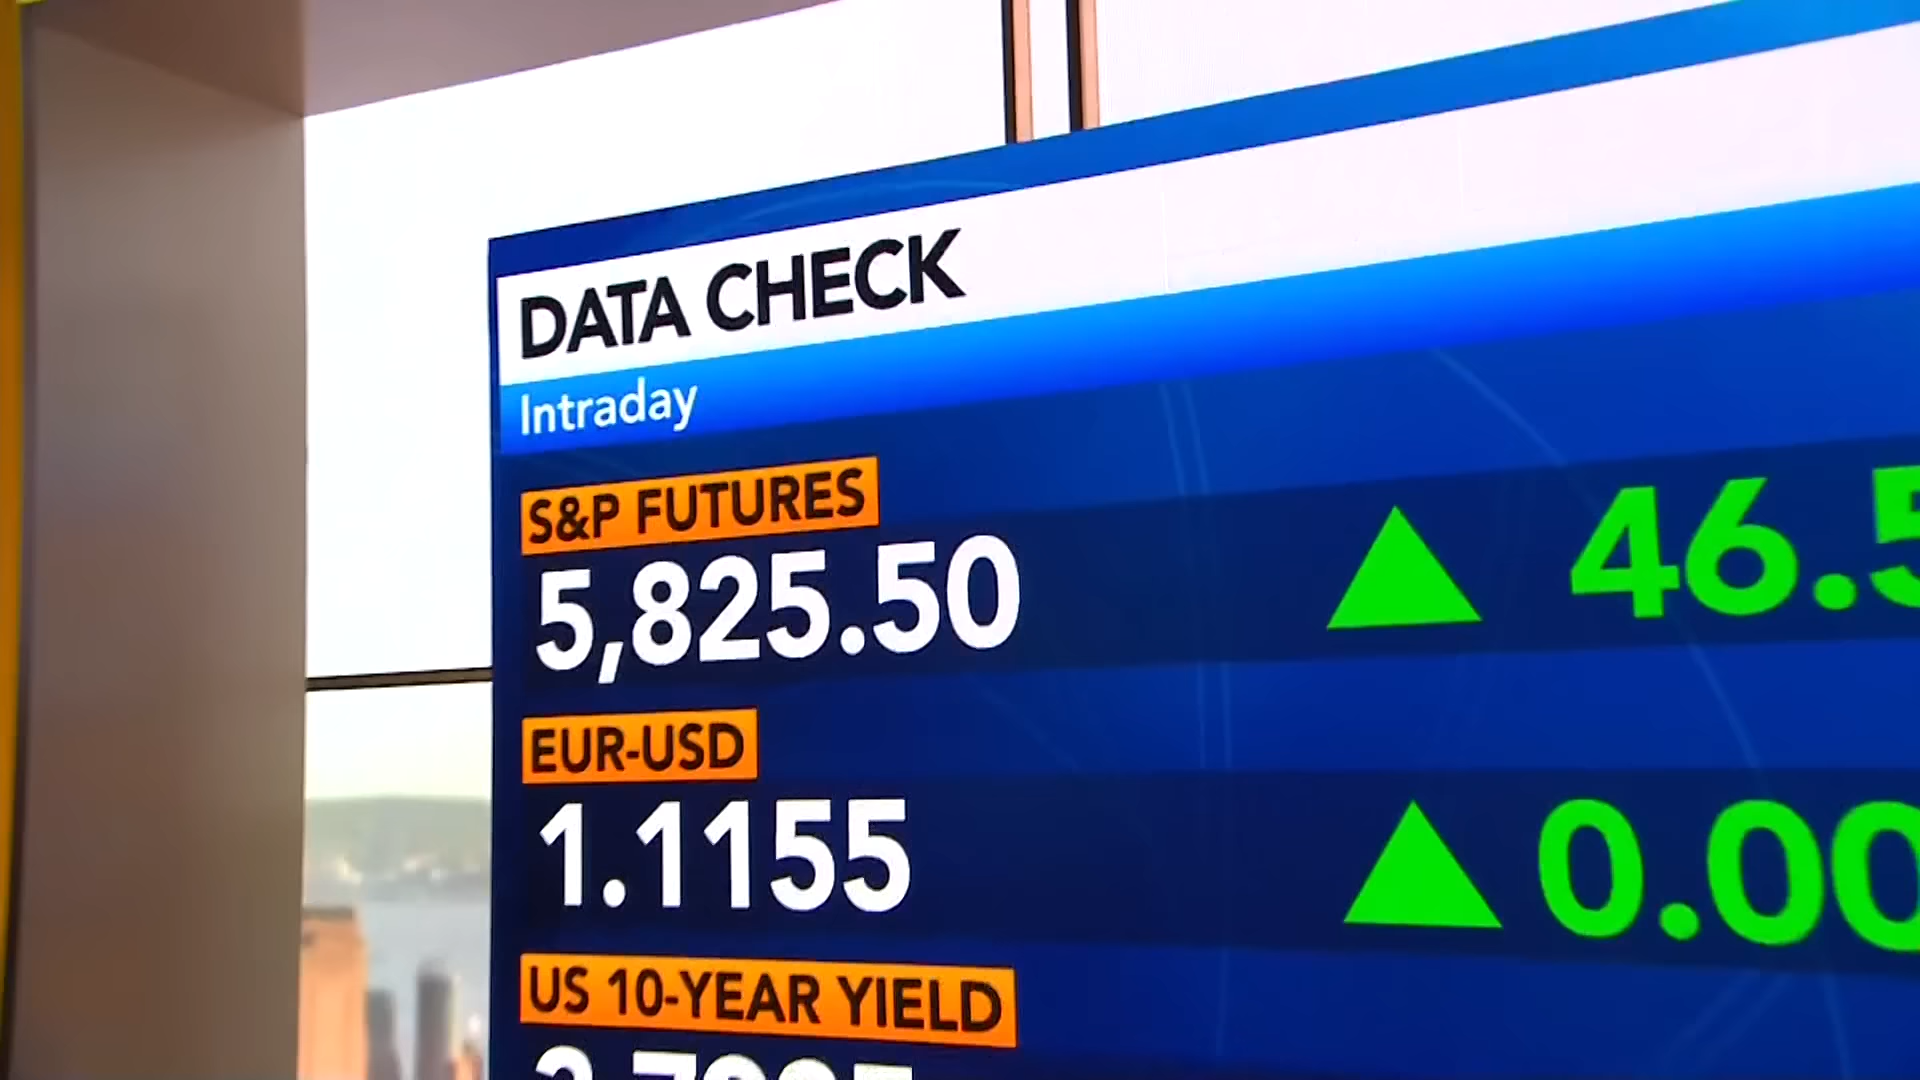 DATA CHECK
Intraday
S&P FUTURES
5,825.50 46.5
EUR-USD
1.1155 0.00
US 10-YEAR YIELD